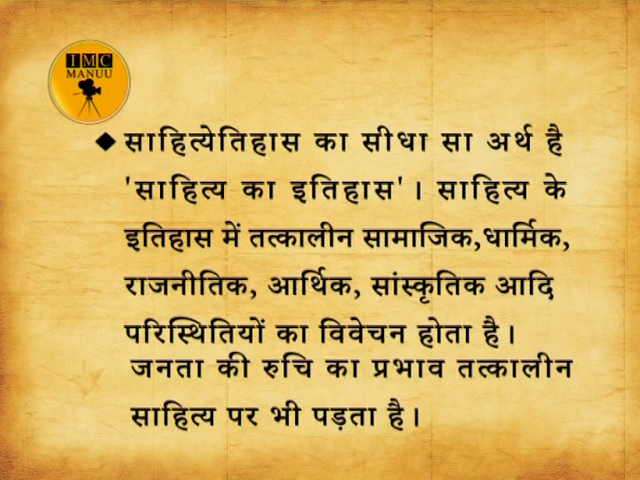 IMC
MANUU
साहित्येतिहास का सीधा सा अर्थ है
'साहित्य का इतिहास'। साहित्य के
इतिहास में तत्कालीन सामाजिक,धार्मिक,
राजनीतिक, आर्थिक, सांस्कृतिक आदि
परिस्थितियों का विवेचन होता है।
जनता की रुचि का प्रभाव तत्कालीन
साहित्य पर भी पड़ता है।